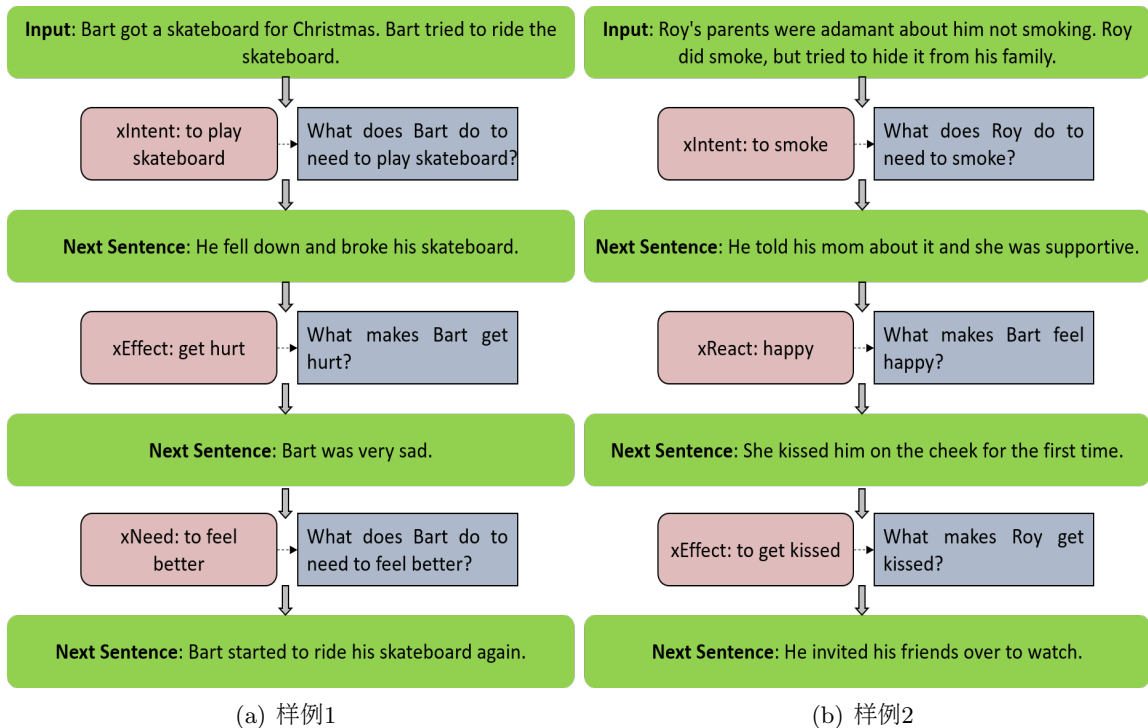 Input: Bart got a skateboard for Christmas. Bart tried to ride the
skateboard.
xIntent: to play
skateboard
What does Bart do to
need to play skateboard?
Next Sentence: He fell down and broke his skateboard.
xEffect: get hurt
What makes Bart get
hurt?
Next Sentence: Bart was very sad.
xNeed: to feel
better
What does Bart do to
need to feel better?
Next Sentence: Bart started to ride his skateboard again.
(a) 样例1
Input: Roy's parents were adamant about him not smoking. Roy
did smoke, but tried to hide it from his family.
xIntent: to smoke
What does Roy do to
need to smoke?
Next Sentence: He told his mom about it and she was supportive.
xReact: happy
What makes Bart feel
happy?
Next Sentence: She kissed him on the cheek for the first time.
xEffect: to get kissed
What makes Roy get
kissed?
Next Sentence: He invited his friends over to watch.
(b) 样例2